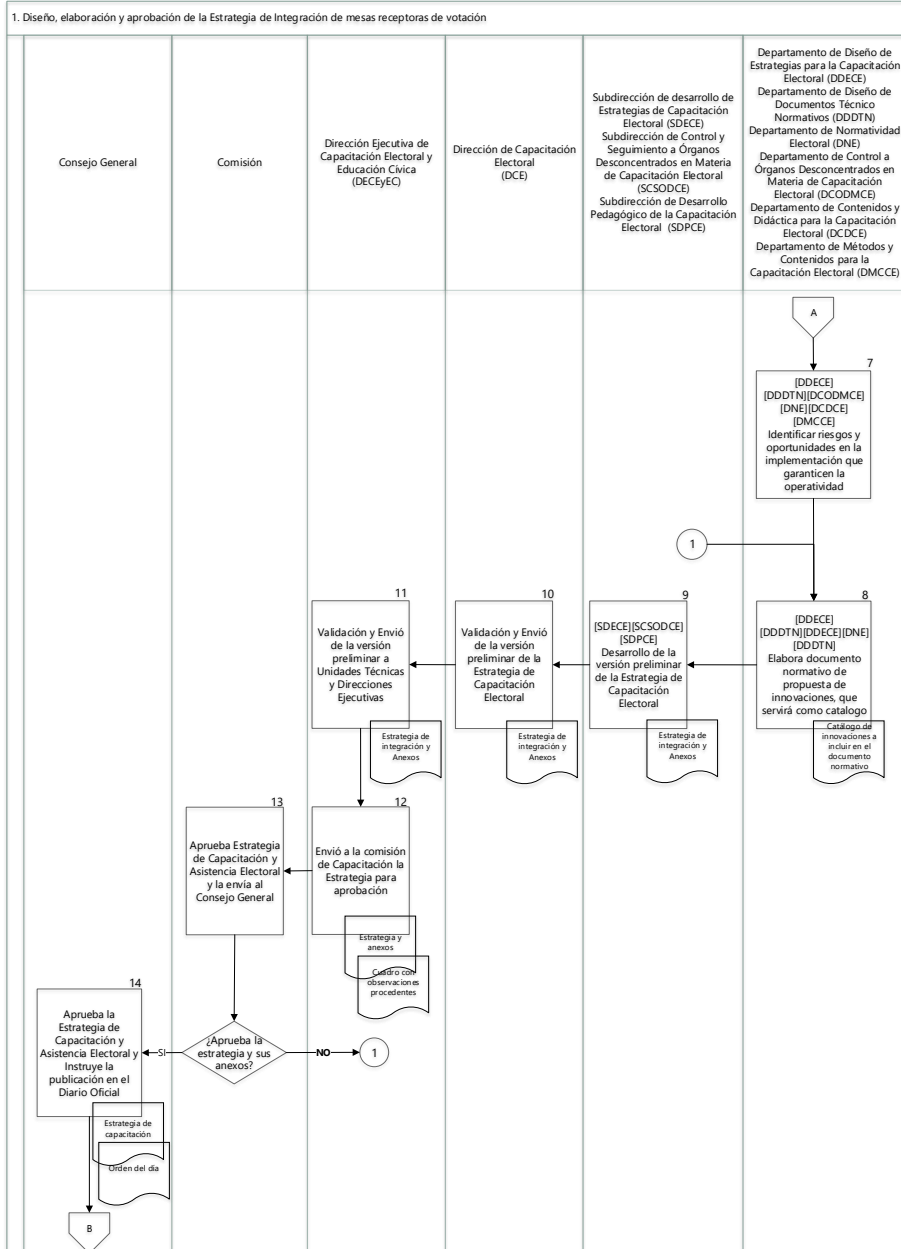 1. Diseño, elaboración y aprobación de la Estrategia de Integración de mesas receptoras de votación
Consejo General
Comisión
Dirección Ejecutiva de
Capacitación Electoral y
Educación Cívica
(DECEyEC)
Dirección de Capacitación
Electoral
(DCE)
Subdirección de desarrollo de
Estrategias de Capacitación
Electoral (SDECE)
Subdirección de Control y
Seguimiento a Órganos
Desconcentrados en Materia
de Capacitación Electoral
(SCSODCE)
Subdirección de Desarrollo
Pedagógico de la Capacitación
Electoral (SDPCE)
Departamento de Diseño de
Estrategias para la Capacitación
Electoral (DDECE)
Departamento de Diseño de
Documentos Técnico
Normativos (DDDTN)
Departamento de Normatividad
Electoral (DNE)
Departamento de Control a
Órganos Desconcentrados en
Materia de Capacitación
Electoral (DCODMCE)
Departamento de Contenidos y
Didáctica para la Capacitación
Electoral (DCDCE)
Departamento de Métodos y
Contenidos para la
Capacitación Electoral (DMCCE)
A
7
[DDECE]
[DDDTN][DCODMCE]
[DNE][DCDCE]
[DMCCE]
Identificar riesgos y
oportunidades en la
implementación que
garanticen la
operatividad
1
8
[DDECE]
[DDDTN][DDECE][DNE]
[DDDTN]
Elabora documento
normativo de
propuesta de
innovaciones, que
servirá como catalogo
Catálogo de
innovaciones a
incluir en el
documento
normativo
9
[SDECE][SCSODCE]
[SDPCE]
Desarrollo de la
versión preliminar
de la Estrategia de
Capacitación
Electoral
Estrategia de
integración y
Anexos
10
Validación y Envió
de la versión
preliminar de la
Estrategia de
Capacitación
Electoral
Estrategia de
integración y
Anexos
11
Validación y Envió
de la versión
preliminar a
Unidades Técnicas
y Direcciones
Ejecutivas
Estrategia de
integración y
Anexos
12
Envió a la comisión
de Capacitación la
Estrategia para
aprobación
Estrategia y
anexos
Cuadro con
observaciones
procedentes
13
Aprueba Estrategia
de Capacitación y
Asistencia Electoral
y la envía al
Consejo General
¿Aprueba la
estrategia y sus
anexos?
SI
NO
1
14
Aprueba la
Estrategia de
Capacitación y
Asistencia Electoral y
Instruye la
publicación en el
Diario Oficial
Estrategia de
capacitación
Orden del día
B